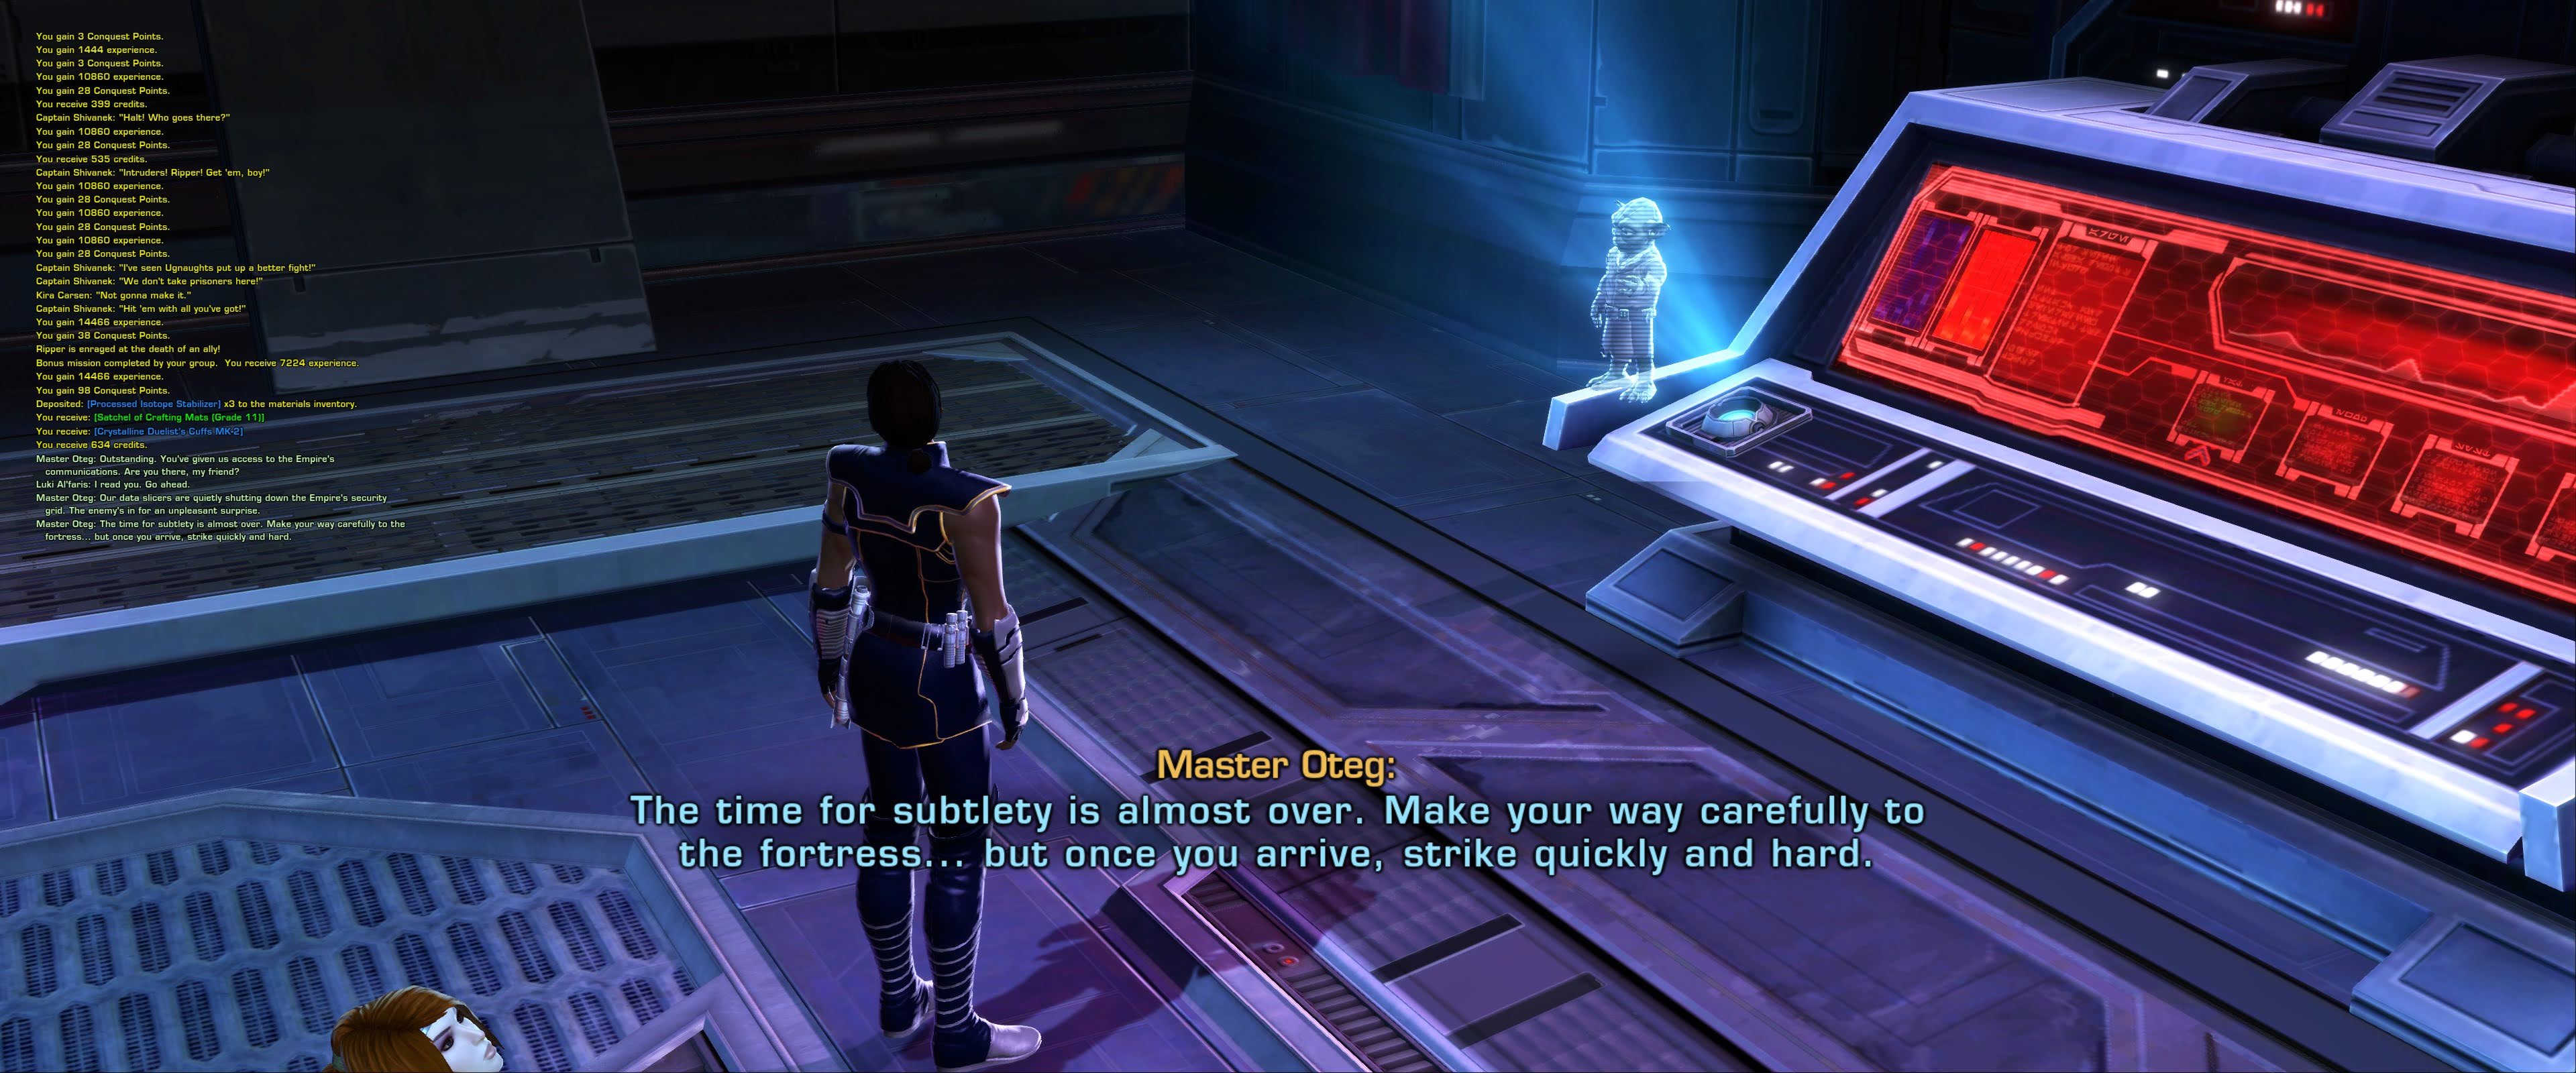 You gain 3 Conquest Points.
You gain 1444 experience.
You gain 3 Conquest Points.
You gain 10860 experience.
You gain 28 Conquest Points.
You receive 399 credits.
Captain Shivanek: "Halt! Who goes there?"
You gain 10860 experience.
You gain 28 Conquest Points.
You receive 535 credits.
Captain Shivanek: "Intruders! Ripper! Get 'em, boy!"
You gain 10860 experience.
You gain 28 Conquest Points.
You gain 10860 experience.
You gain 28 Conquest Points.
You gain 10860 experience.
You gain 28 Conquest Points.
Captain Shivanek: "I've seen Ugnaughts put up a better fight!"
Captain Shivanek: "We don't take prisoners here!"
Kira Carsen: "Not gonna make it."
Captain Shivanek: "Hit 'em with all you've got!"
You gain 14466 experience.
You gain 38 Conquest Points.
Ripper is enraged at the death of an ally!
Bonus mission completed by your group.  You receive 7224 experience.
You gain 14466 experience.
You gain 98 Conquest Points.
Deposited: [Processed Isotope Stabilizer] x3 to the materials inventory.
You receive: [Satchel of Crafting Mats (Grade 11)]
You receive: [Crystalline Duelist's Cuffs MK-2]
You receive 634 credits.
Master Oteg: Outstanding. You've given us access to the Empire's
communications. Are you there, my friend?
Luki Al'faris: I read you. Go ahead.
Master Oteg: Our data slicers are quietly shutting down the Empire's security
grid. The enemy's in for an unpleasant surprise.
Master Oteg: The time for subtlety is almost over. Make your way carefully to the
fortress... but once you arrive, strike quickly and hard.
Master Oteg:
The time for subtlety is almost over. Make your way carefully to
the fortress... but once you arrive, strike quickly and hard.